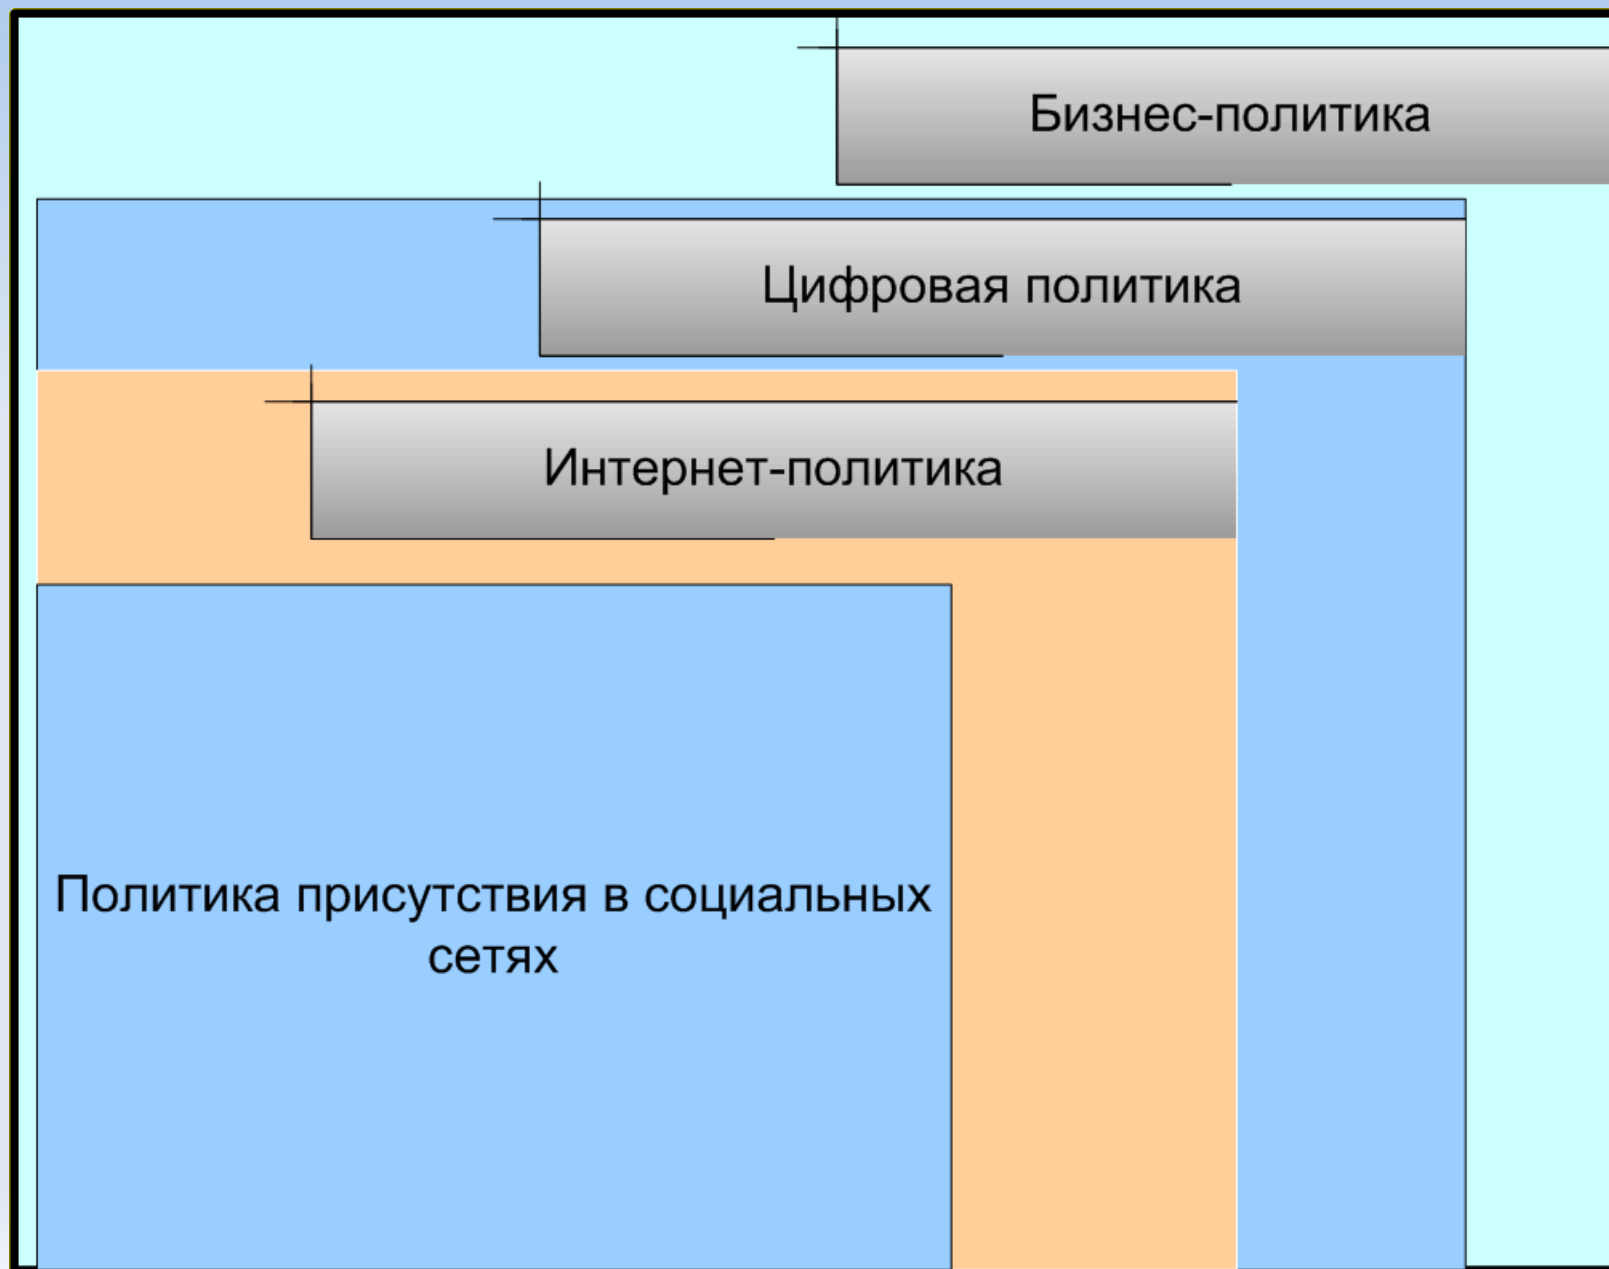 Бизнес-политика
Цифровая политика
Интернет-политика
Политика присутствия в социальных
сетях